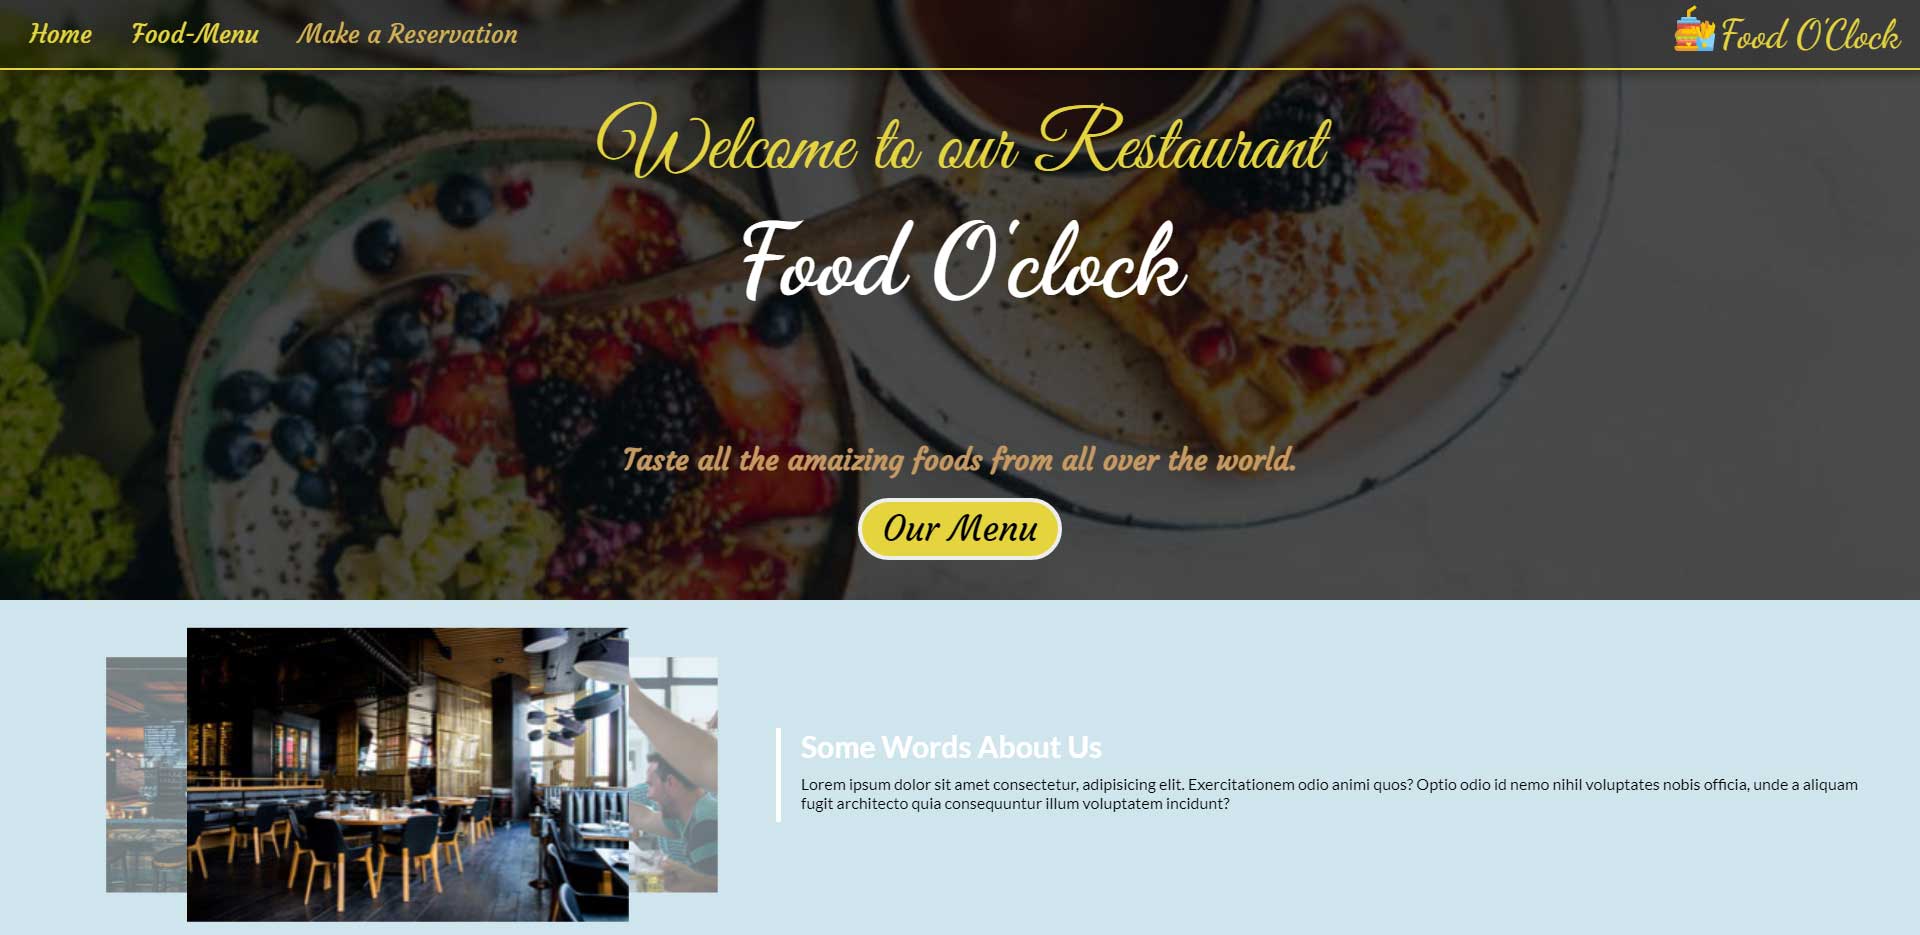 Home Food-Menu Make a Reservation Food O'Clock
Welcome to our Restaurant
Food O'clock
Taste all the amaizing foods from all over the world.
Our Menu
Some Words About Us
Lorem ipsum dolor sit amet consectetur, adipisicing elit. Exercitationem odio animi quos? Optio odio id nemo nihil voluptates nobis officia, unde a aliquam
fugit architecto quia consequuntur illum voluptatem incidunt?